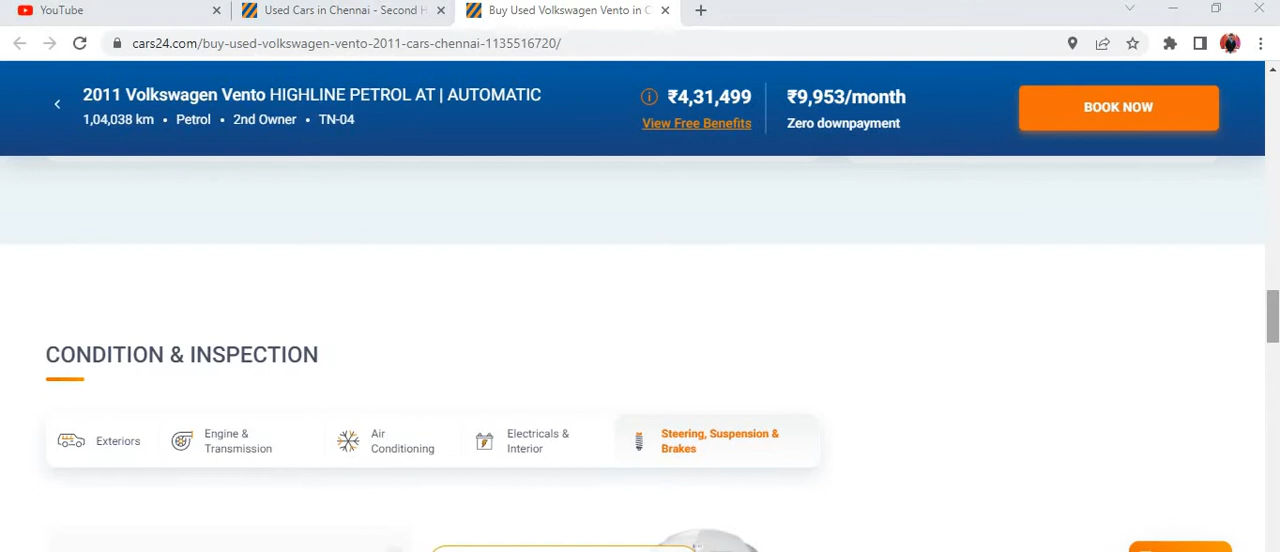 YouTube
Used Cars in Chennai - Second H
Buy Used Volkswagen Vento in C
cars24.com/buy-used-volkswagen-vento-2011-cars-chennai-1135516720/
2011 Volkswagen Vento HIGHLINE PETROL AT | AUTOMATIC
1,04,038 km • Petrol • 2nd Owner • TN-04
₹4,31,499
View Free Benefits
₹9,953/month
Zero downpayment
BOOK NOW
CONDITION & INSPECTION
Exteriors
Engine &
Transmission
Air
Conditioning
Electricals &
Interior
Steering, Suspension &
Brakes